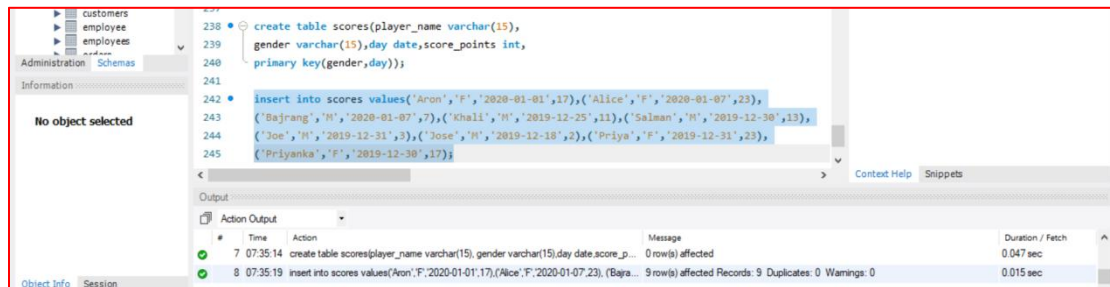 customers
employee
employees
Administration Schemas
Information
No object selected
Object Info Session
238 create table scores(player_name varchar(15),
239 gender varchar(15),day date,score_points int,
240 primary key(gender,day));
241
242 insert into scores values('Aron','F','2020-01-01',17),('Alice','F','2020-01-07',23),
243 ('Bajrang','M','2020-01-07',7),('Khali','M','2019-12-25',11),('Salman','M','2019-12-30',13),
244 ('Joe','M','2019-12-31',3),('Jose','M','2019-12-18',2),('Priya','F','2019-12-31',23),
245 ('Priyanka','F','2019-12-30',17);
Context Help Snippets
Output
Action Output
# Time Action Message Duration / Fetch
7 07:35:14 create table scores(player_name varchar(15), gender varchar(15),day date,score_p... 0 row(s) affected 0.047 sec
8 07:35:19 insert into scores values('Aron','F','2020-01-01',17),('Alice','F','2020-01-07',23), ('Bajra... 9 row(s) affected Records: 9 Duplicates: 0 Warnings: 0 0.015 sec